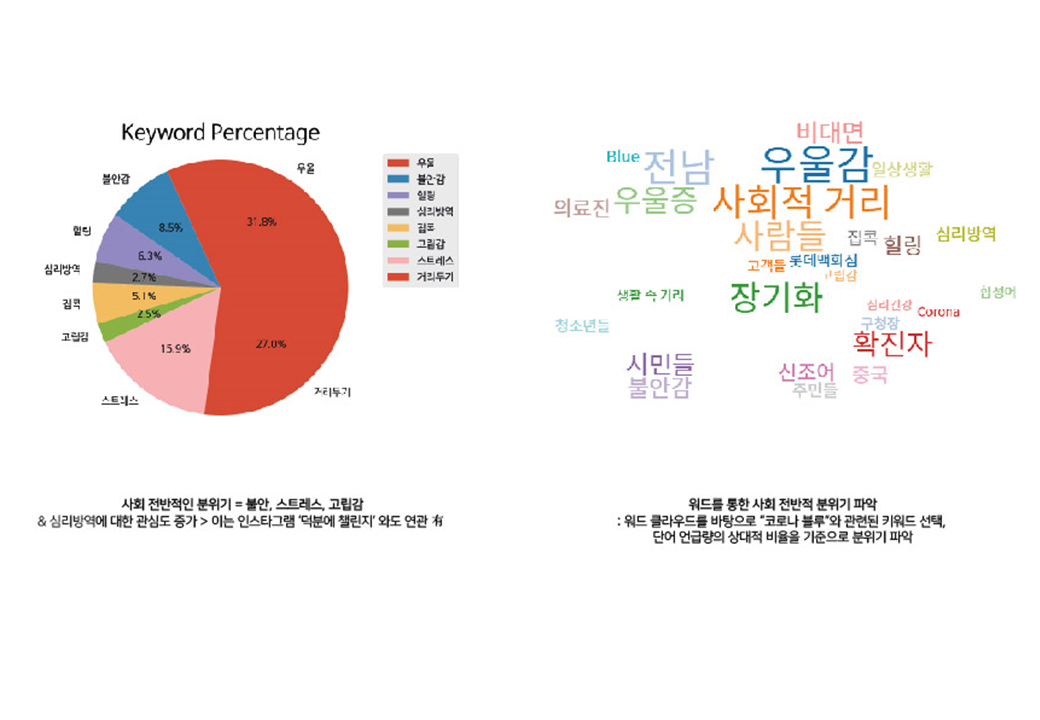 Keyword Percentage
우울
불안감
힐링
심리방역
집콕
고립감
스트레스
거리두기
31.8%
8.5%
6.3%
2.7%
5.1%
2.5%
15.9%
27.0%
우울
불안감
힐링
심리방역
집콕
고립감
스트레스
거리두기
사회 전반적인 분위기 = 불안, 스트레스, 고립감
& 심리방역에 대한 관심도 증가 > 이는 인스타그램 ‘덕분에 챌린지’ 와도 연관 有
비대면
Blue 전남 우울감 일상생활
의료진 우울증 사회적 거리
사람들 집콕 힐링 심리방역
고객들 롯데백화점
고립감
생활 속 거리 장기화 합성어
심리건강 Corona
청소년들 구청장
확진자
시민들 신조어 중국
불안감 주민들
워드를 통한 사회 전반적 분위기 파악
: 워드 클라우드를 바탕으로 “코로나 블루”와 관련된 키워드 선택,
단어 언급량의 상대적 비율을 기준으로 분위기 파악